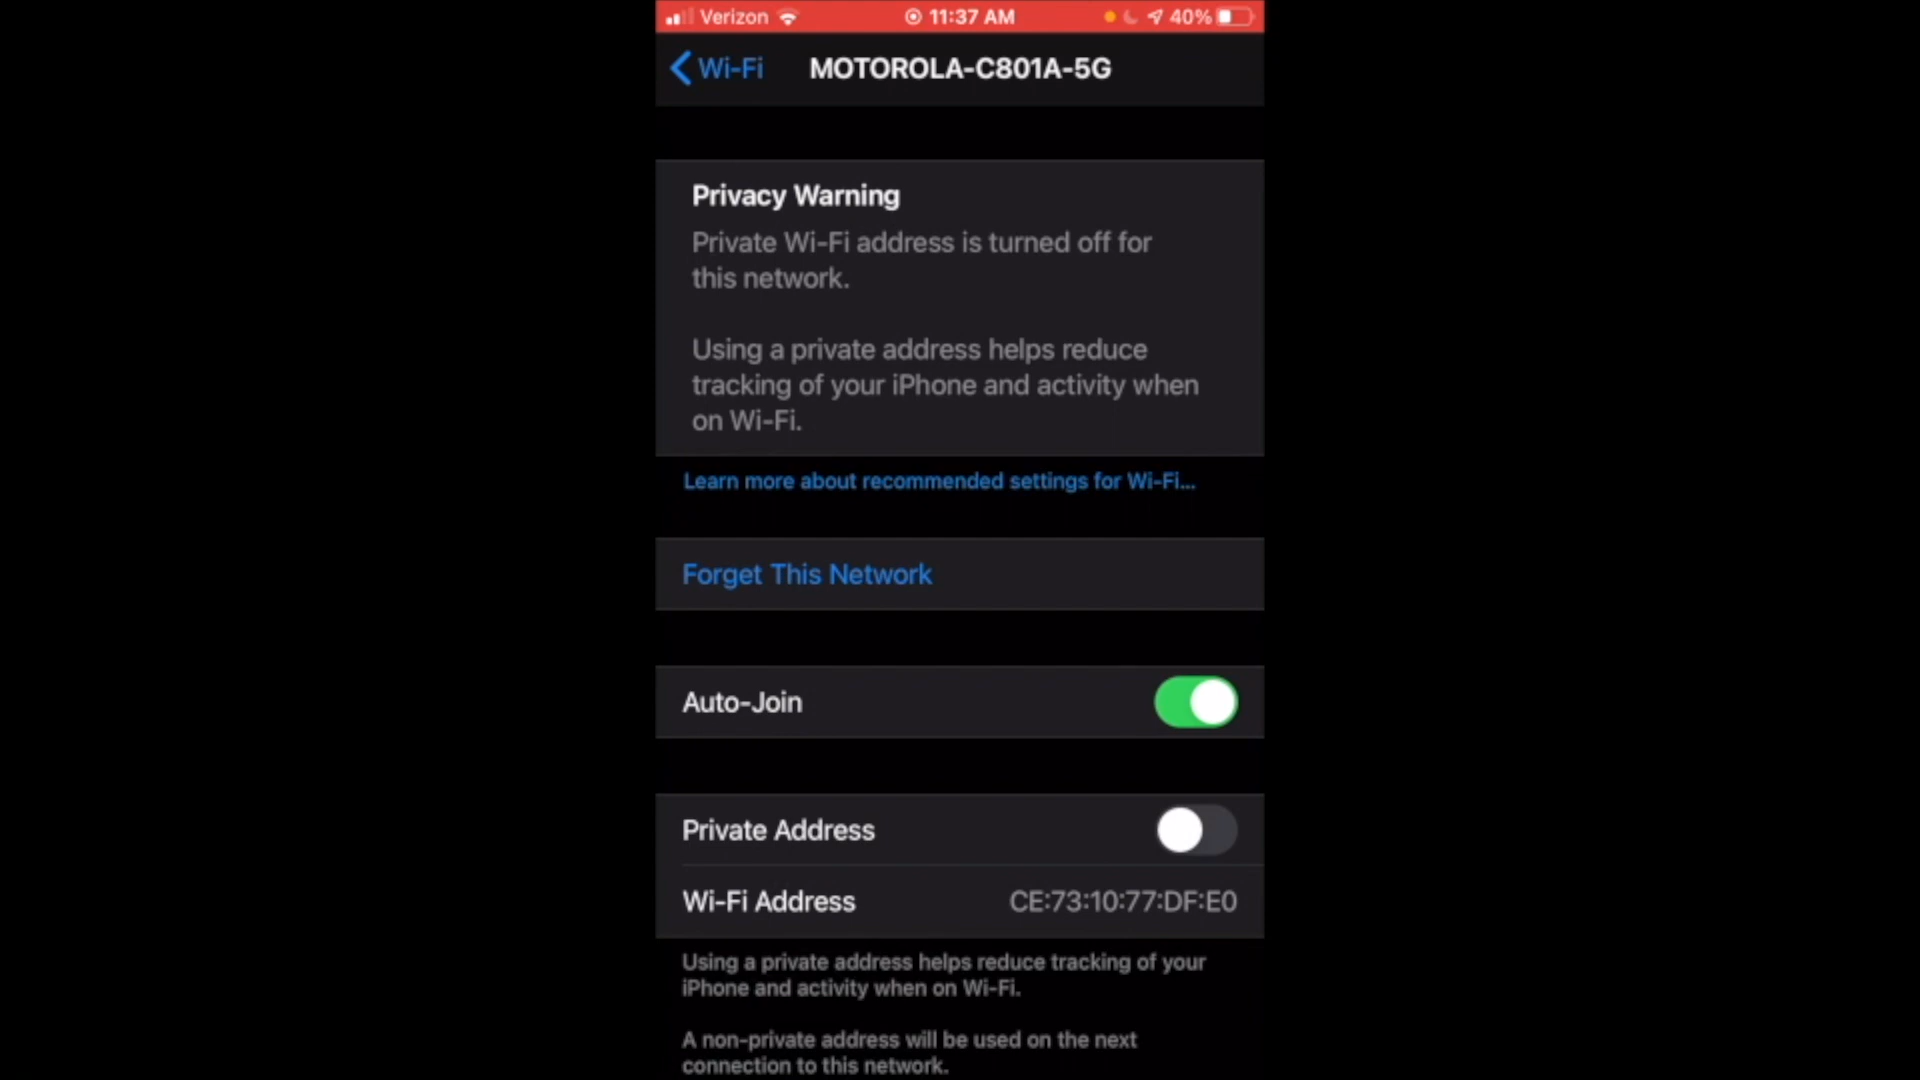 Verizon 11:37 AM 40%
Wi-Fi MOTOROLA-C801A-5G
Privacy Warning
Private Wi-Fi address is turned off for
this network.
Using a private address helps reduce
tracking of your iPhone and activity when
on Wi-Fi.
Learn more about recommended settings for Wi-Fi...
Forget This Network
Auto-Join
Private Address
Wi-Fi Address CE:73:10:77:DF:E0
Using a private address helps reduce tracking of your
iPhone and activity when on Wi-Fi.
A non-private address will be used on the next
connection to this network.